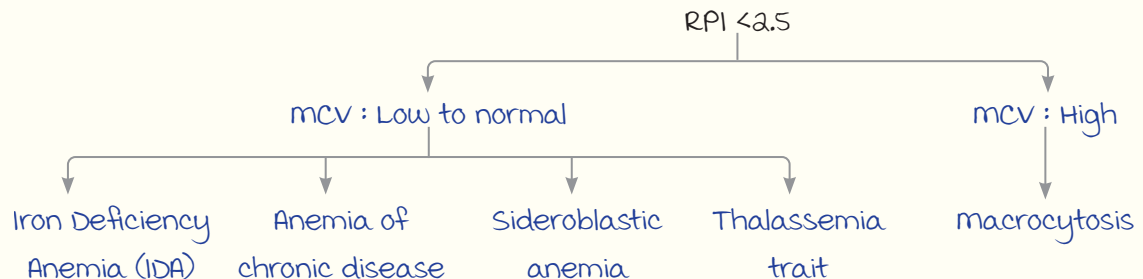 RPI <2.5
MCV : Low to normal
MCV : High
Iron Deficiency Anemia (IDA)
Anemia of chronic disease
Sideroblastic anemia
Thalassemia trait
Macrocytosis